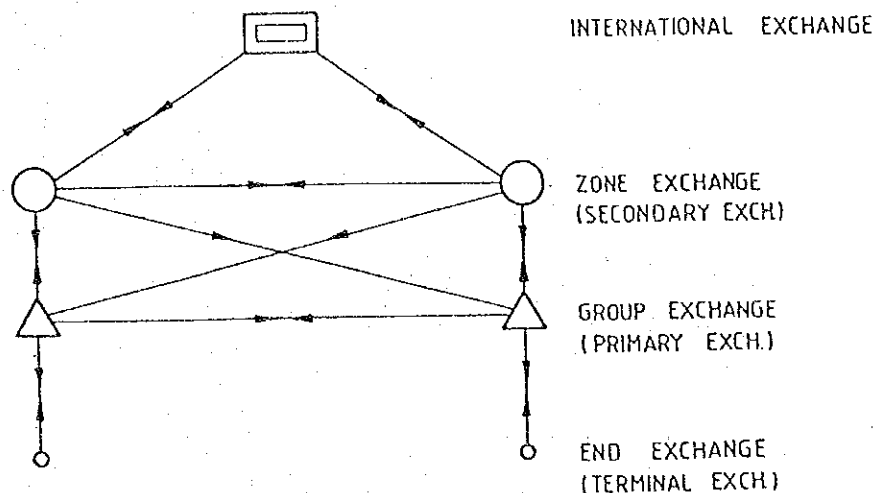 INTERNATIONAL EXCHANGE
ZONE EXCHANGE
(SECONDARY EXCH)
GROUP EXCHANGE
(PRIMARY EXCH.)
END EXCHANGE
(TERMINAL EXCH)